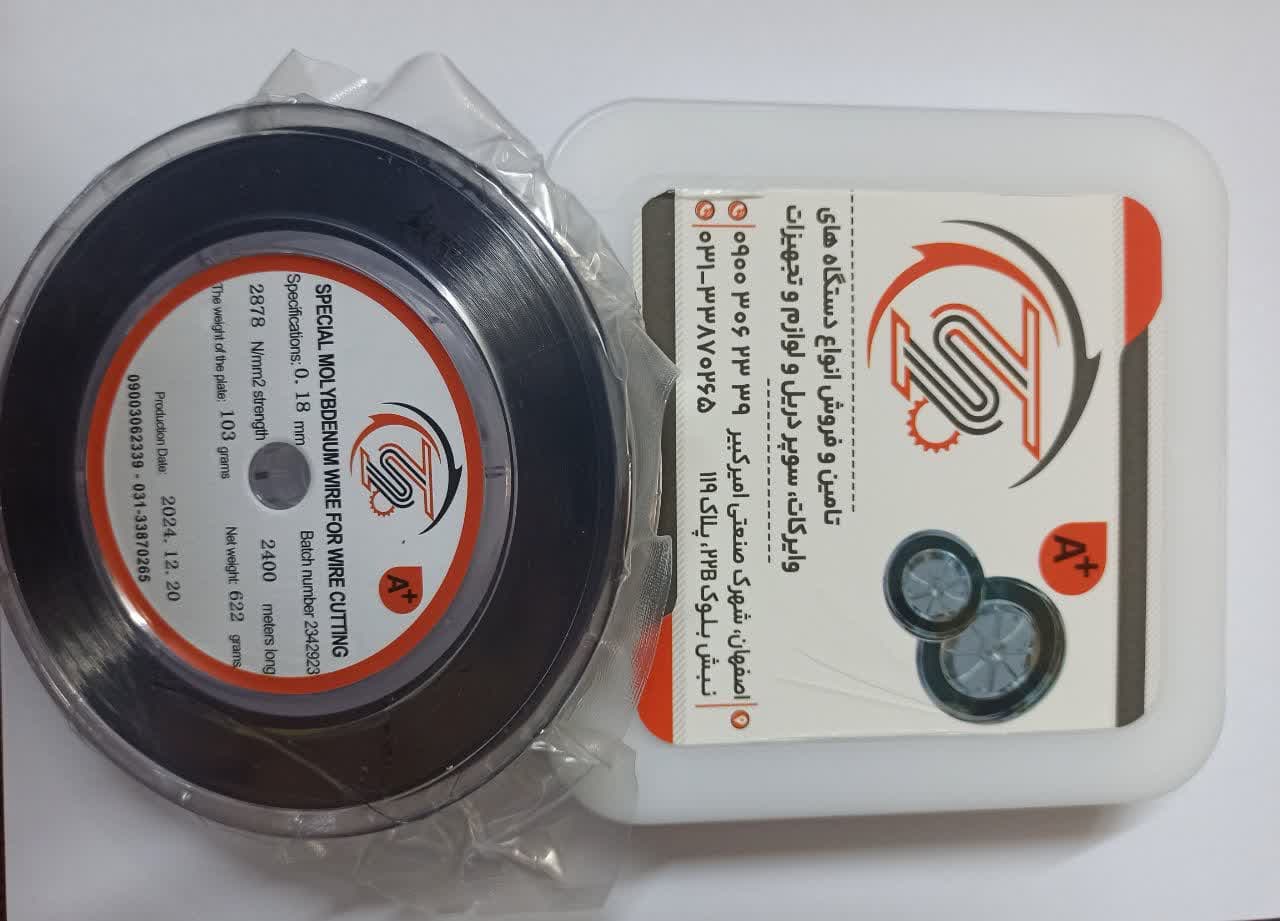 A+
SPECIAL MOLYBDENUM WIRE FOR WIRE CUTTING
Specifications: 0.18 mm Batch number 2342923
2878 N/mm2 strength 2400 meters long
The weight of the plate: 103 grams Net weight: 622 grams
Production Date: 2024.12.20
09003062339 - 031-33870265
A+
تامین و فروش انواع دستگاه های
وایرکات، سوپر دریل و لوازم و تجهیزات
۰۹۰۰ ۳۰۶ ۲۳ ۳۹
۰۳۱-۳۳۸۷۰۲۶۵
اصفهان، شهرک صنعتی امیرکبیر
نبش بلوک ۲۲B، پلاک ۱۱۹